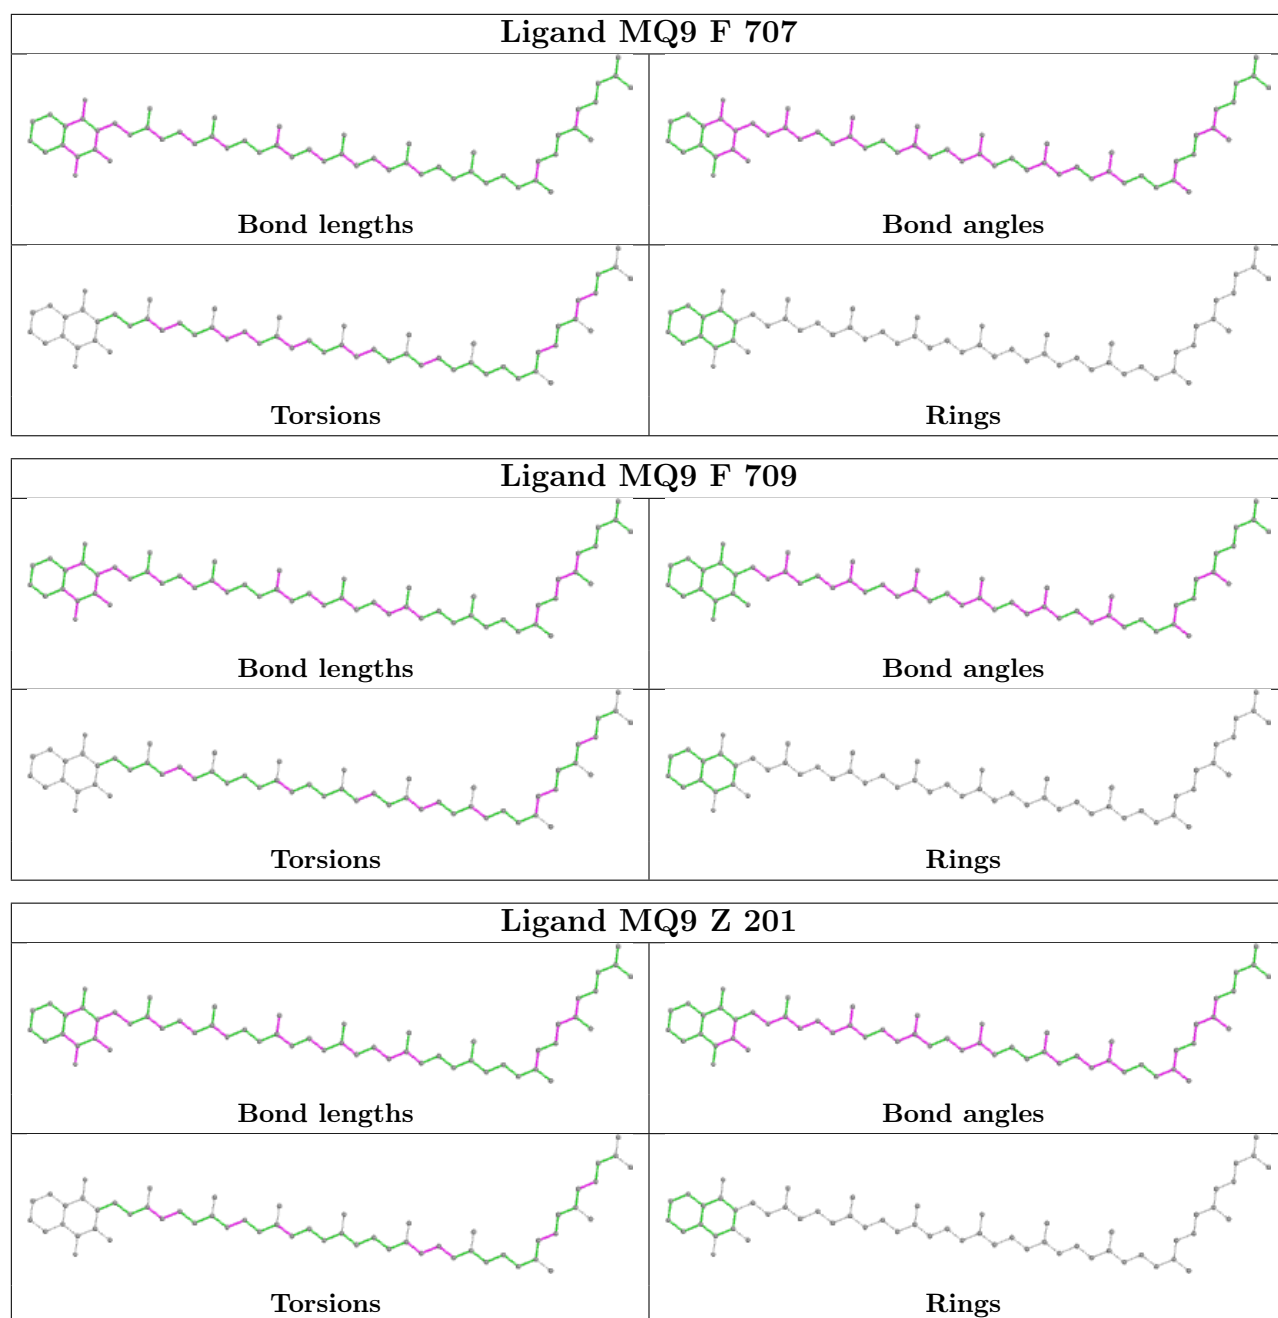 Ligand MQ9 F 707
Bond lengths
Bond angles
Torsions
Rings
Ligand MQ9 F 709
Bond lengths
Bond angles
Torsions
Rings
Ligand MQ9 Z 201
Bond lengths
Bond angles
Torsions
Rings